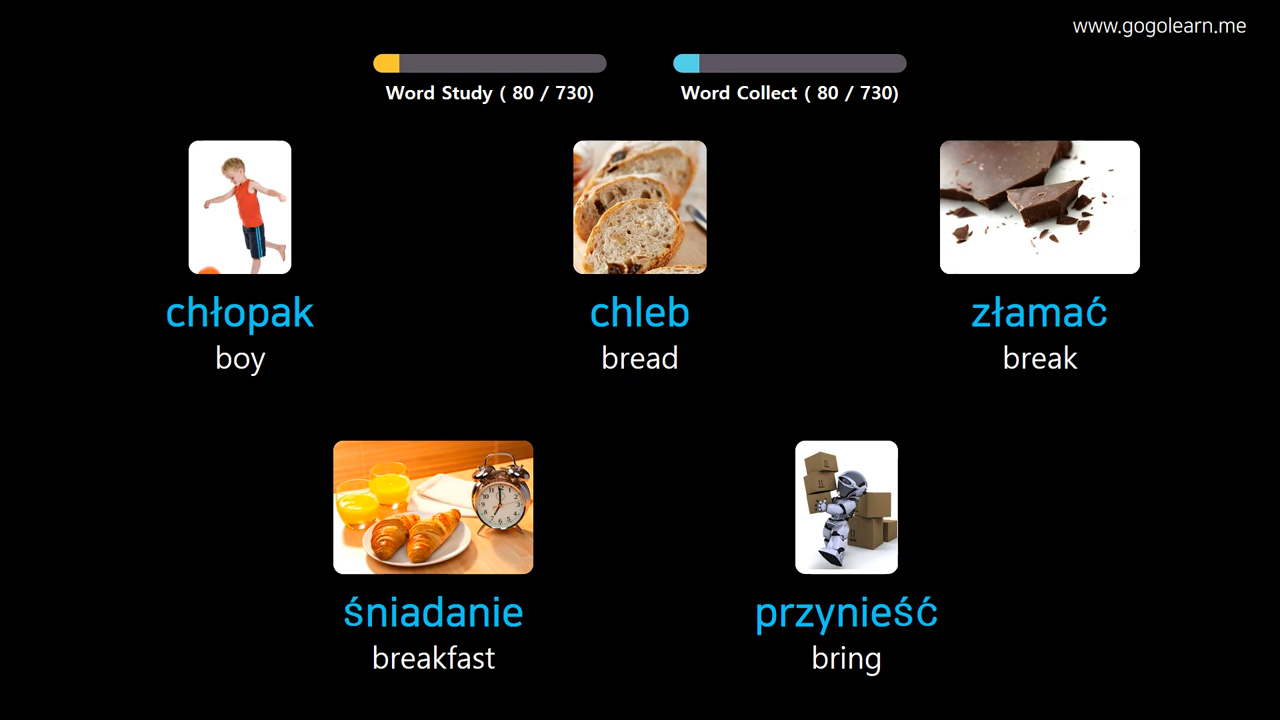 www.gogolearn.me
Word Study ( 80 / 730)
Word Collect ( 80 / 730)
chłopak
boy
chleb
bread
złamać
break
śniadanie
breakfast
przynieść
bring